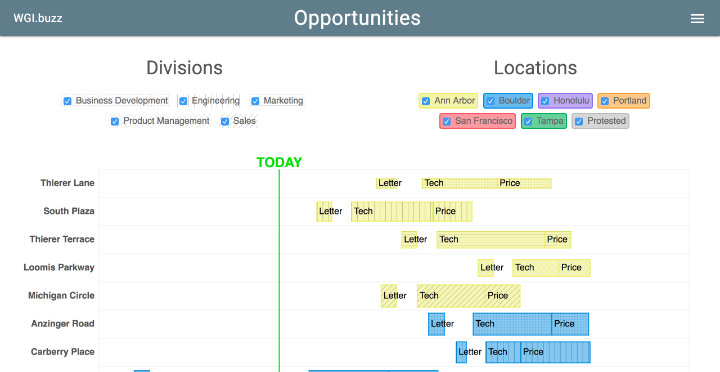 WGI.buzz Opportunities
Divisions Locations
Business Development Engineering Marketing
Product Management Sales
Ann Arbor Boulder Honolulu Portland
San Francisco Tampa Protested
TODAY
Thierer Lane Letter Tech Price
South Plaza Letter Tech Price
Thierer Terrace Letter Tech Price
Loomis Parkway Letter Tech Price
Michigan Circle Letter Tech Price
Anzinger Road Letter Tech Price
Carberry Place Letter Tech Price